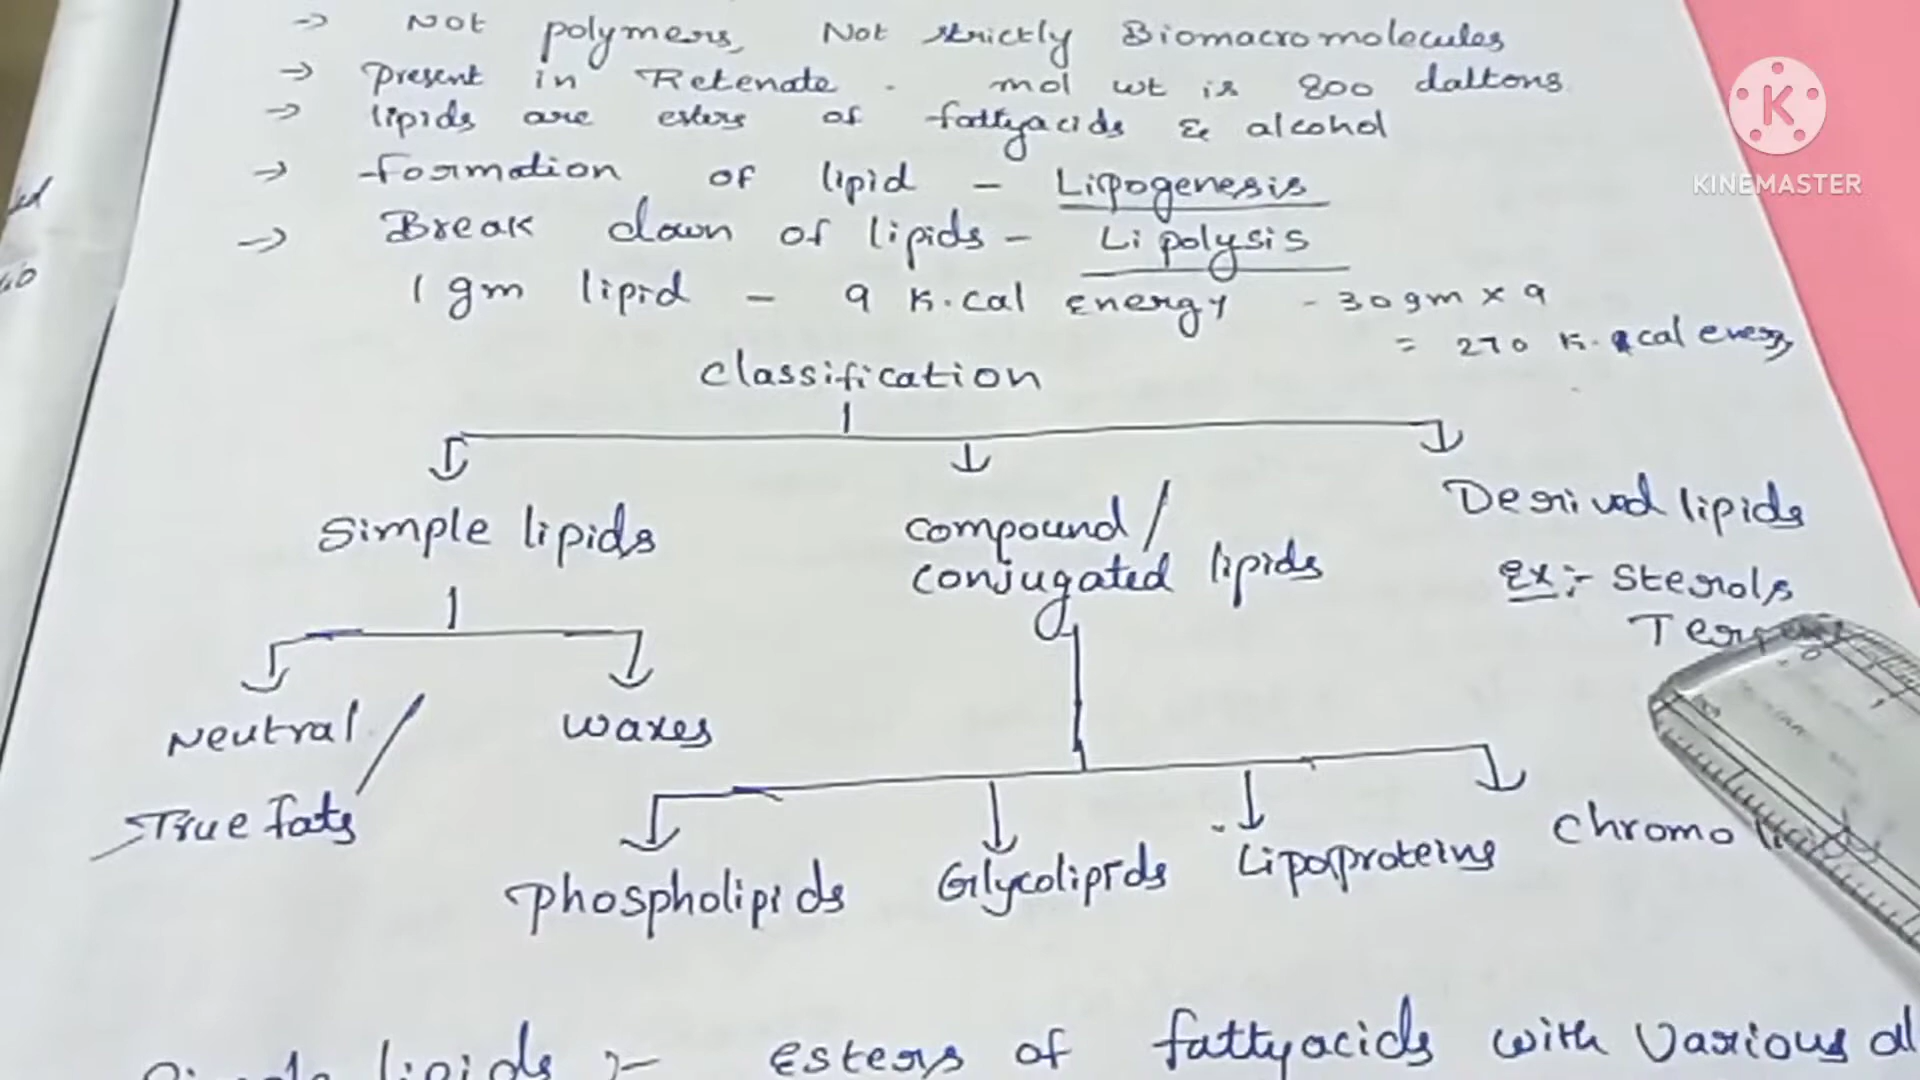 → Not polymers, Not strictly Biomacromolecules
→ Present in Retenate. mol wt is 800 daltons
→ lipids are esters of fattyacids & alcohol
→ Formation of lipid - Lipogenesis
→ Break down of lipids - Lipolysis
1 gm lipid - 9 K.cal energy - 30gm x 9
= 270 K.cal energy
Classification
Simple lipids
Compound/
Conjugated lipids
Derived lipids
Ex:- Sterols
Neutral/
True fats
Waxes
Phospholipids
Glycolipids
Lipoproteins
Chromo
Simple lipids :- Esters of fattyacids with various
KINEMASTER